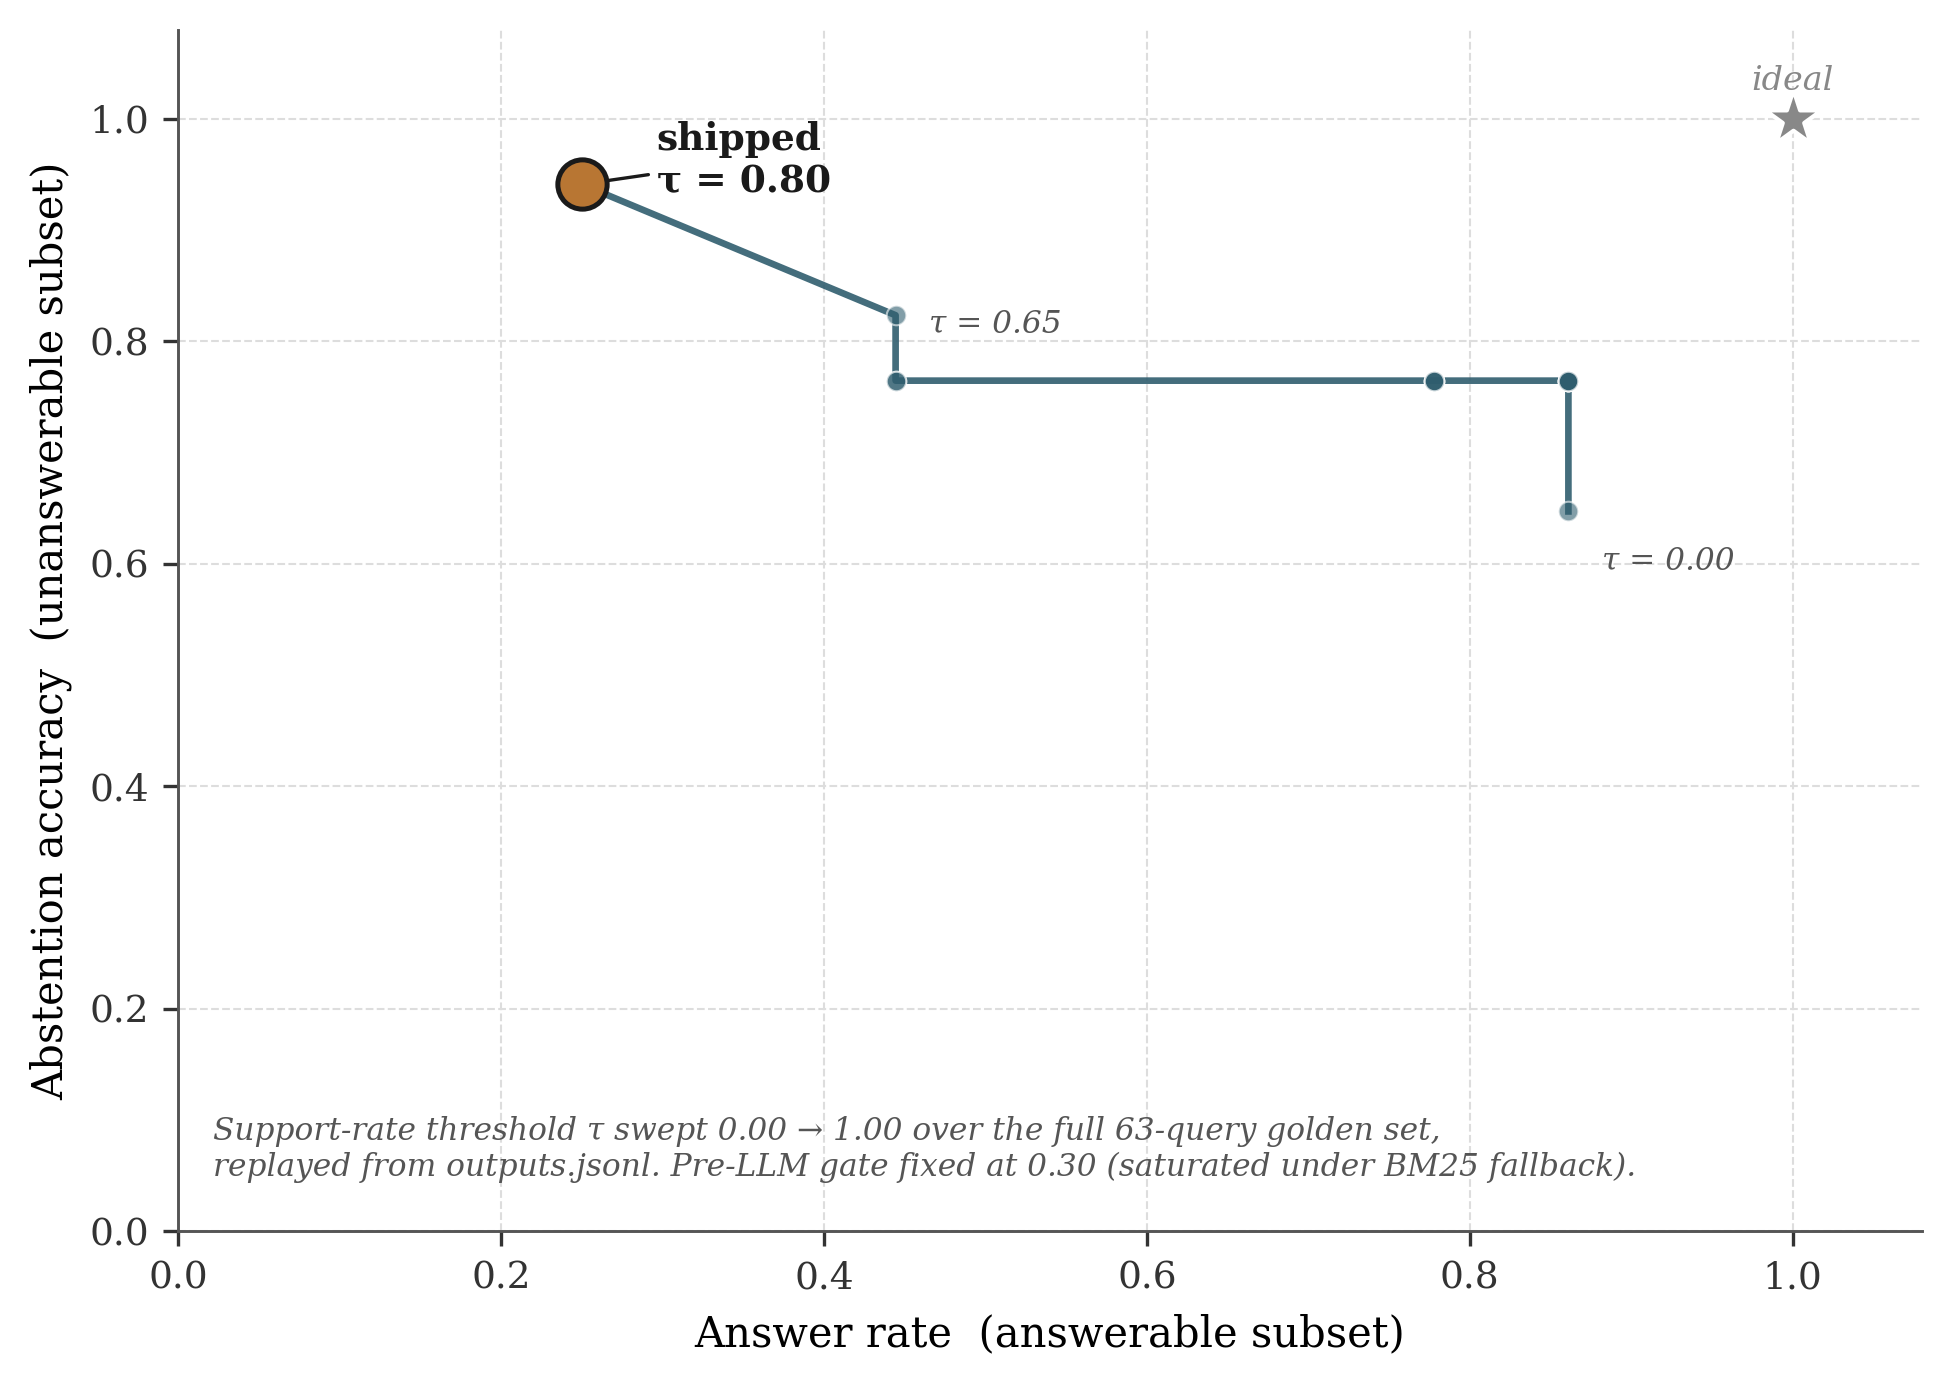 ideal
shipped
τ = 0.80
τ = 0.65
τ = 0.00
Abstention accuracy (unanswerable subset)
1.0
0.8
0.6
0.4
0.2
0.0
Support-rate threshold τ swept 0.00 → 1.00 over the full 63-query golden set,
replayed from outputs.jsonl. Pre-LLM gate fixed at 0.30 (saturated under BM25 fallback).
0.0 0.2 0.4 0.6 0.8 1.0
Answer rate (answerable subset)